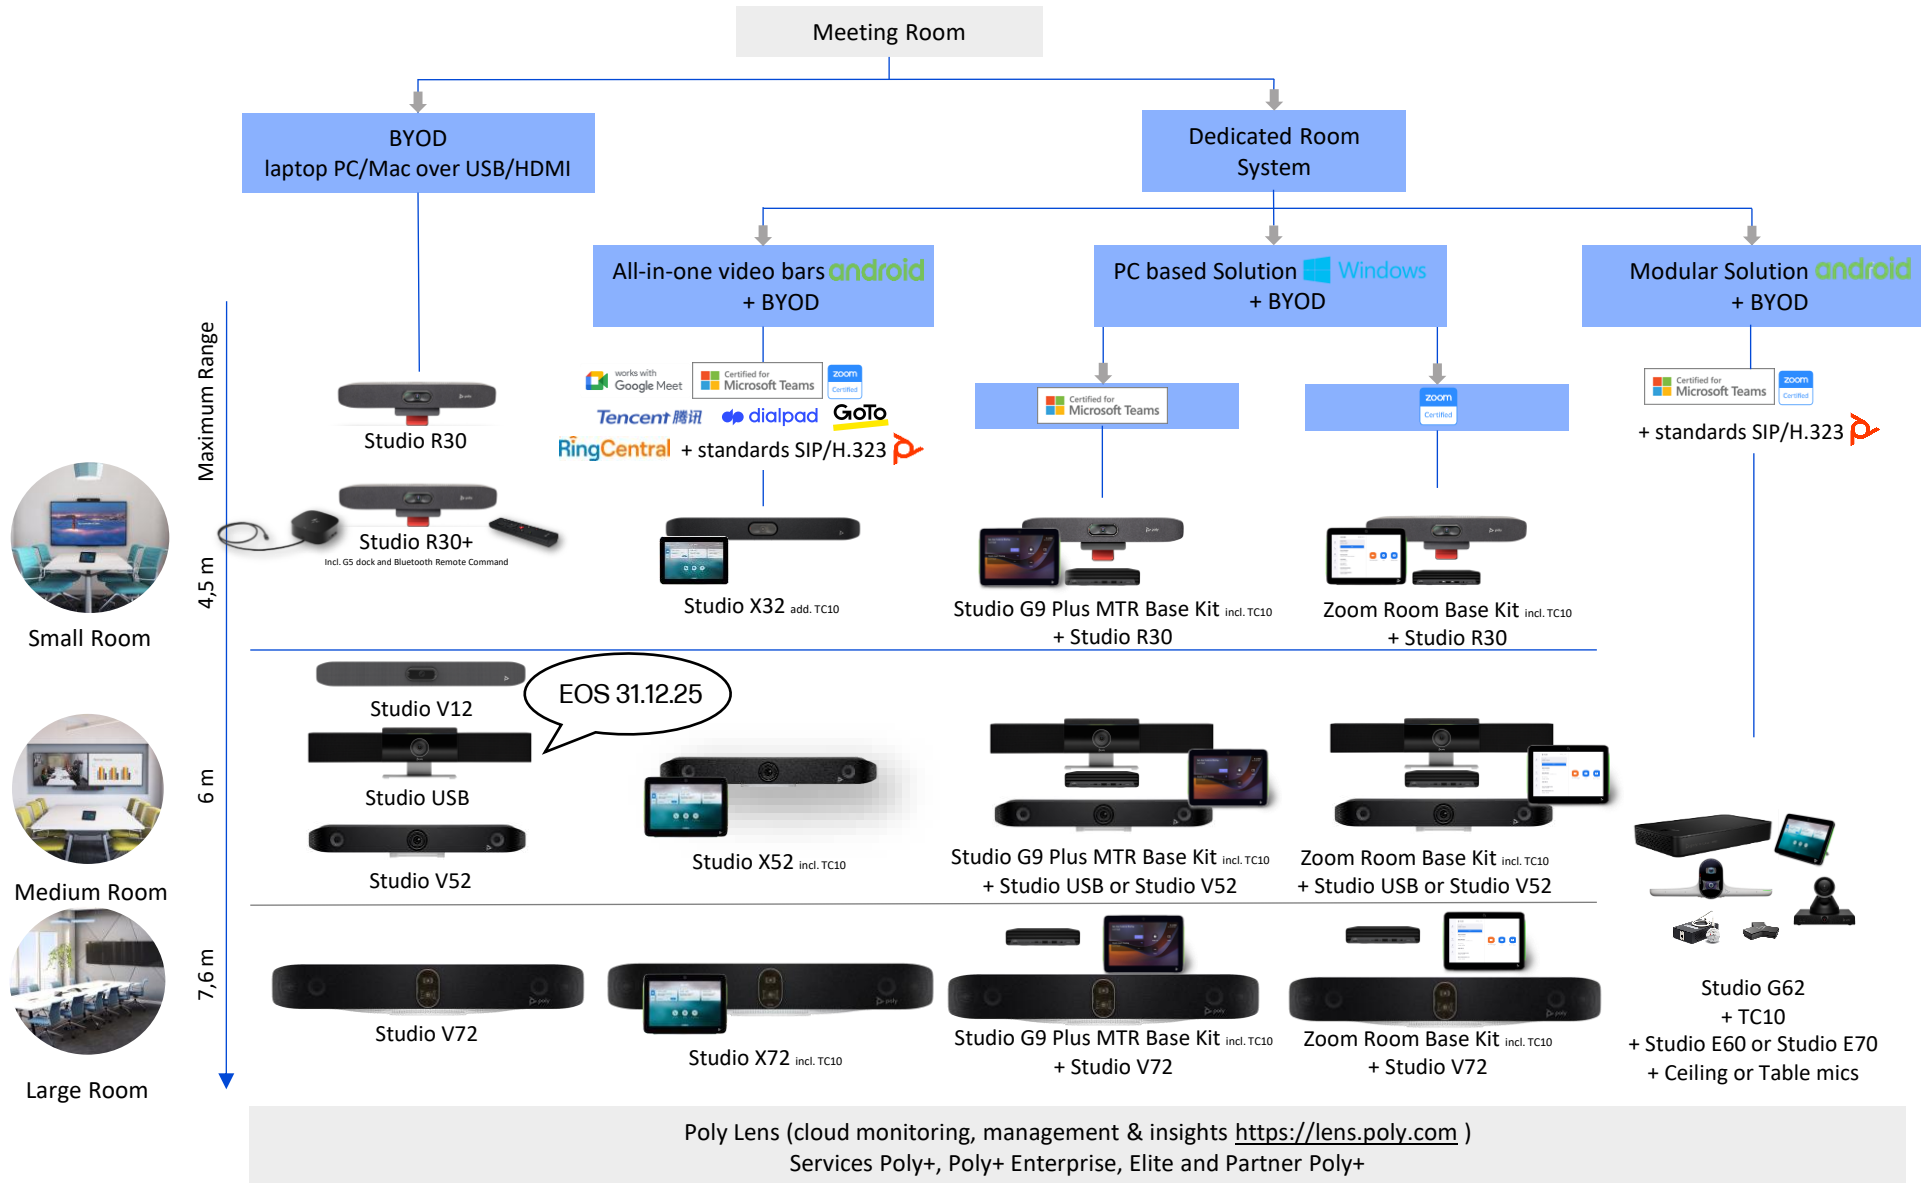 Meeting Room
BYOD
laptop PC/Mac over USB/HDMI
Dedicated Room
System
All-in-one video bars android
+ BYOD
PC based Solution Windows
+ BYOD
Modular Solution android
+ BYOD
Maximum Range
works with
Google Meet
Certified for
Microsoft Teams
zoom
Certified
Tencent 腾讯
dialpad
GoTo
RingCentral
+ standards SIP/H.323
Certified for
Microsoft Teams
zoom
Certified
Certified for
Microsoft Teams
zoom
Certified
+ standards SIP/H.323
poly
Studio R30
poly
Studio R30+
Incl. G5 dock and Bluetooth Remote Command
4,5 m
Small Room
Studio X32 add. TC10
poly
Studio G9 Plus MTR Base Kit incl. TC10
+ Studio R30
poly
Zoom Room Base Kit incl. TC10
+ Studio R30
Studio V12
EOS 31.12.25
Studio USB
Studio V52
6 m
Medium Room
Studio X52 incl. TC10
Studio G9 Plus MTR Base Kit incl. TC10
+ Studio USB or Studio V52
Zoom Room Base Kit incl. TC10
+ Studio USB or Studio V52
7,6 m
Large Room
poly
Studio V72
poly
Studio X72 incl. TC10
poly
Studio G9 Plus MTR Base Kit incl. TC10
+ Studio V72
poly
Zoom Room Base Kit incl. TC10
+ Studio V72
Studio G62
+ TC10
+ Studio E60 or Studio E70
+ Ceiling or Table mics
Poly Lens (cloud monitoring, management & insights https://lens.poly.com )
Services Poly+, Poly+ Enterprise, Elite and Partner Poly+